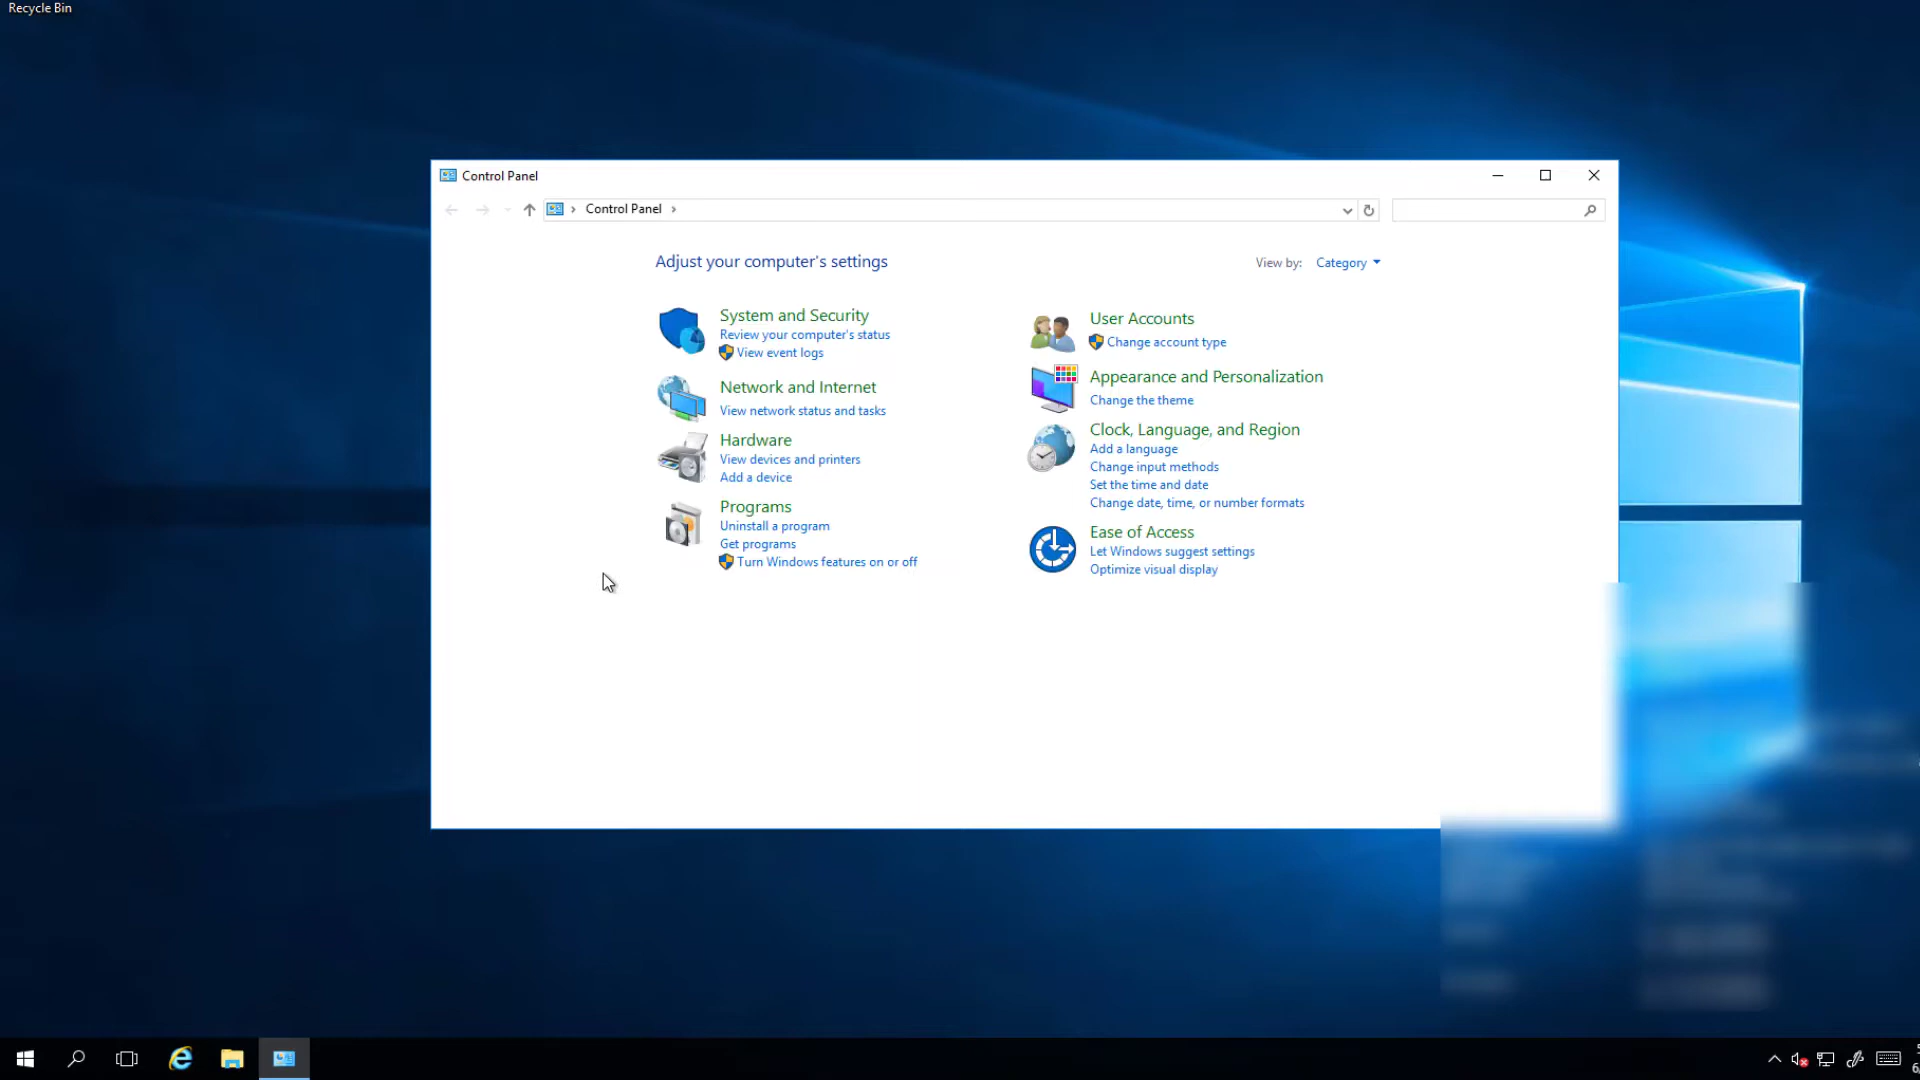 Recycle Bin
Control Panel
Control Panel
Adjust your computer's settings
View by: Category
System and Security
Review your computer's status
View event logs
Network and Internet
View network status and tasks
Hardware
View devices and printers
Add a device
Programs
Uninstall a program
Get programs
Turn Windows features on or off
User Accounts
Change account type
Appearance and Personalization
Change the theme
Clock, Language, and Region
Add a language
Change input methods
Set the time and date
Change date, time, or number formats
Ease of Access
Let Windows suggest settings
Optimize visual display